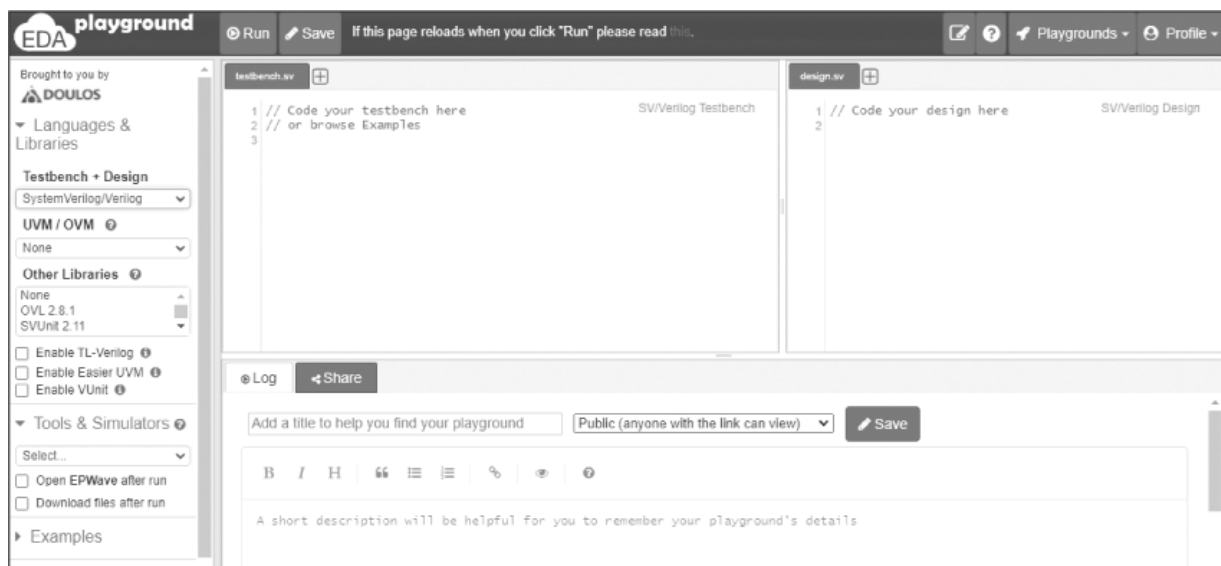 EDA playground
Run
Save
If this page reloads when you click "Run" please read this.
Playgrounds
Profile
Brought to you by
DOULOS
Languages &
Libraries
Testbench + Design
SystemVerilog/Verilog
UVM / OVM
None
Other Libraries
None
OVL 2.8.1
SVUnit 2.11
Enable TL-Verilog
Enable Easier UVM
Enable VUnit
Tools & Simulators
Select...
Open EPWave after run
Download files after run
Examples
testbench.sv
SV/Verilog Testbench
1 // Code your testbench here
2 // or browse Examples
3
design.sv
SV/Verilog Design
1 // Code your design here
2
Log
Share
Add a title to help you find your playground
Public (anyone with the link can view)
Save
B I H
A short description will be helpful for you to remember your playground's details